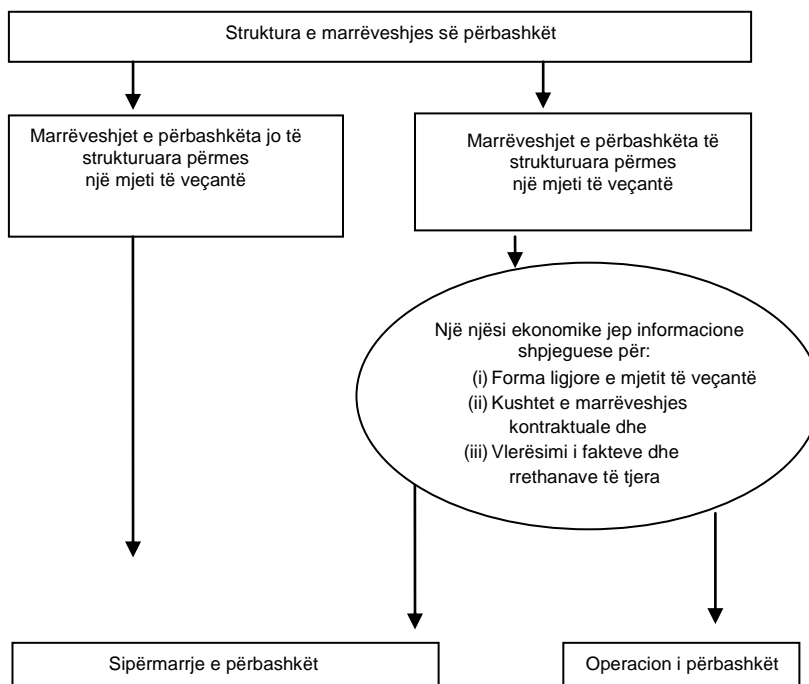 Struktura e marrëveshjes së përbashkët
Marrëveshjet e përbashkëta jo të
strukturuara përmes
një mjeti të veçantë
Marrëveshjet e përbashkëta të
strukturuara përmes
një mjeti të veçantë
Një njësi ekonomike jep informacione
shpjeguese për:
(i) Forma ligjore e mjetit të veçantë
(ii) Kushtet e marrëveshjes
kontraktuale dhe
(iii) Vlerësimi i fakteve dhe
rrethanave të tjera
Sipërmarrje e përbashkët
Operacion i përbashkët